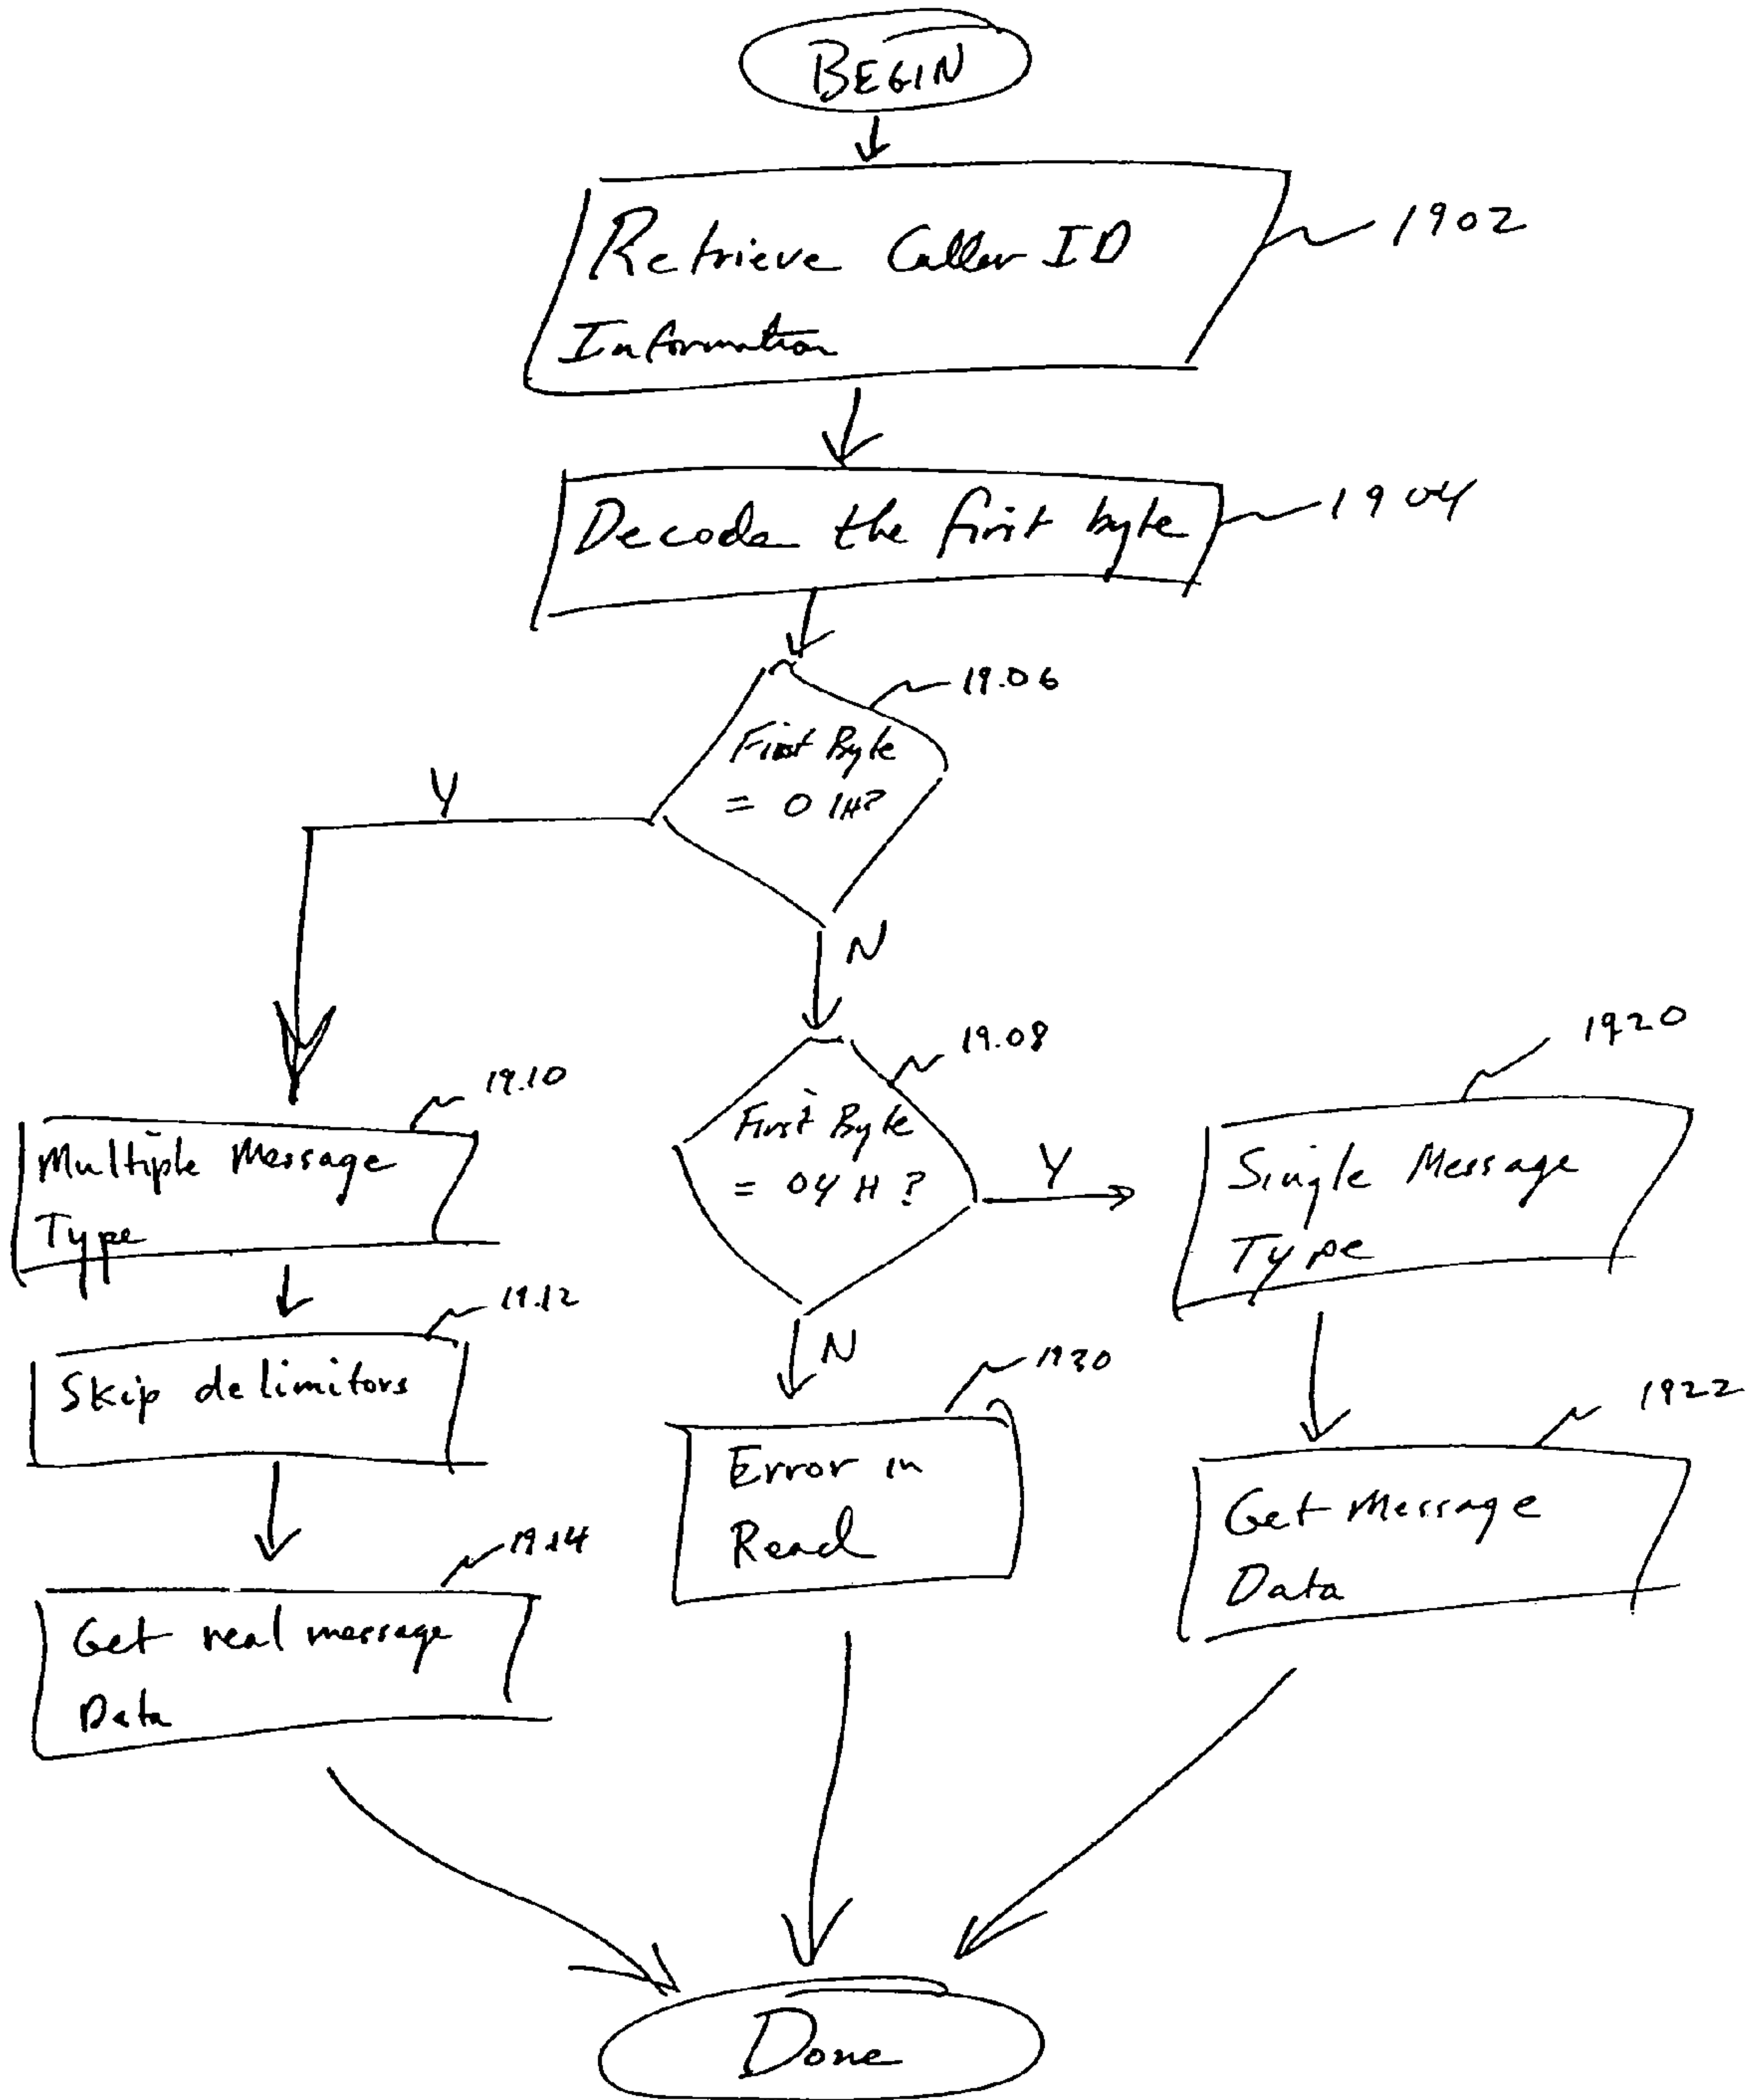 BEGIN
Retrieve Caller ID
Information
1902
Decode the first byte
1904
19.06
First Byte
= 01H?
Y
N
19.08
First Byte
= 04H?
Y
N
1920
Single Message
Type
19.10
Multiple Message
Type
19.12
Skip delimitors
1930
Error in
Read
1922
Get Message
Data
19.14
Get real message
Data
Done